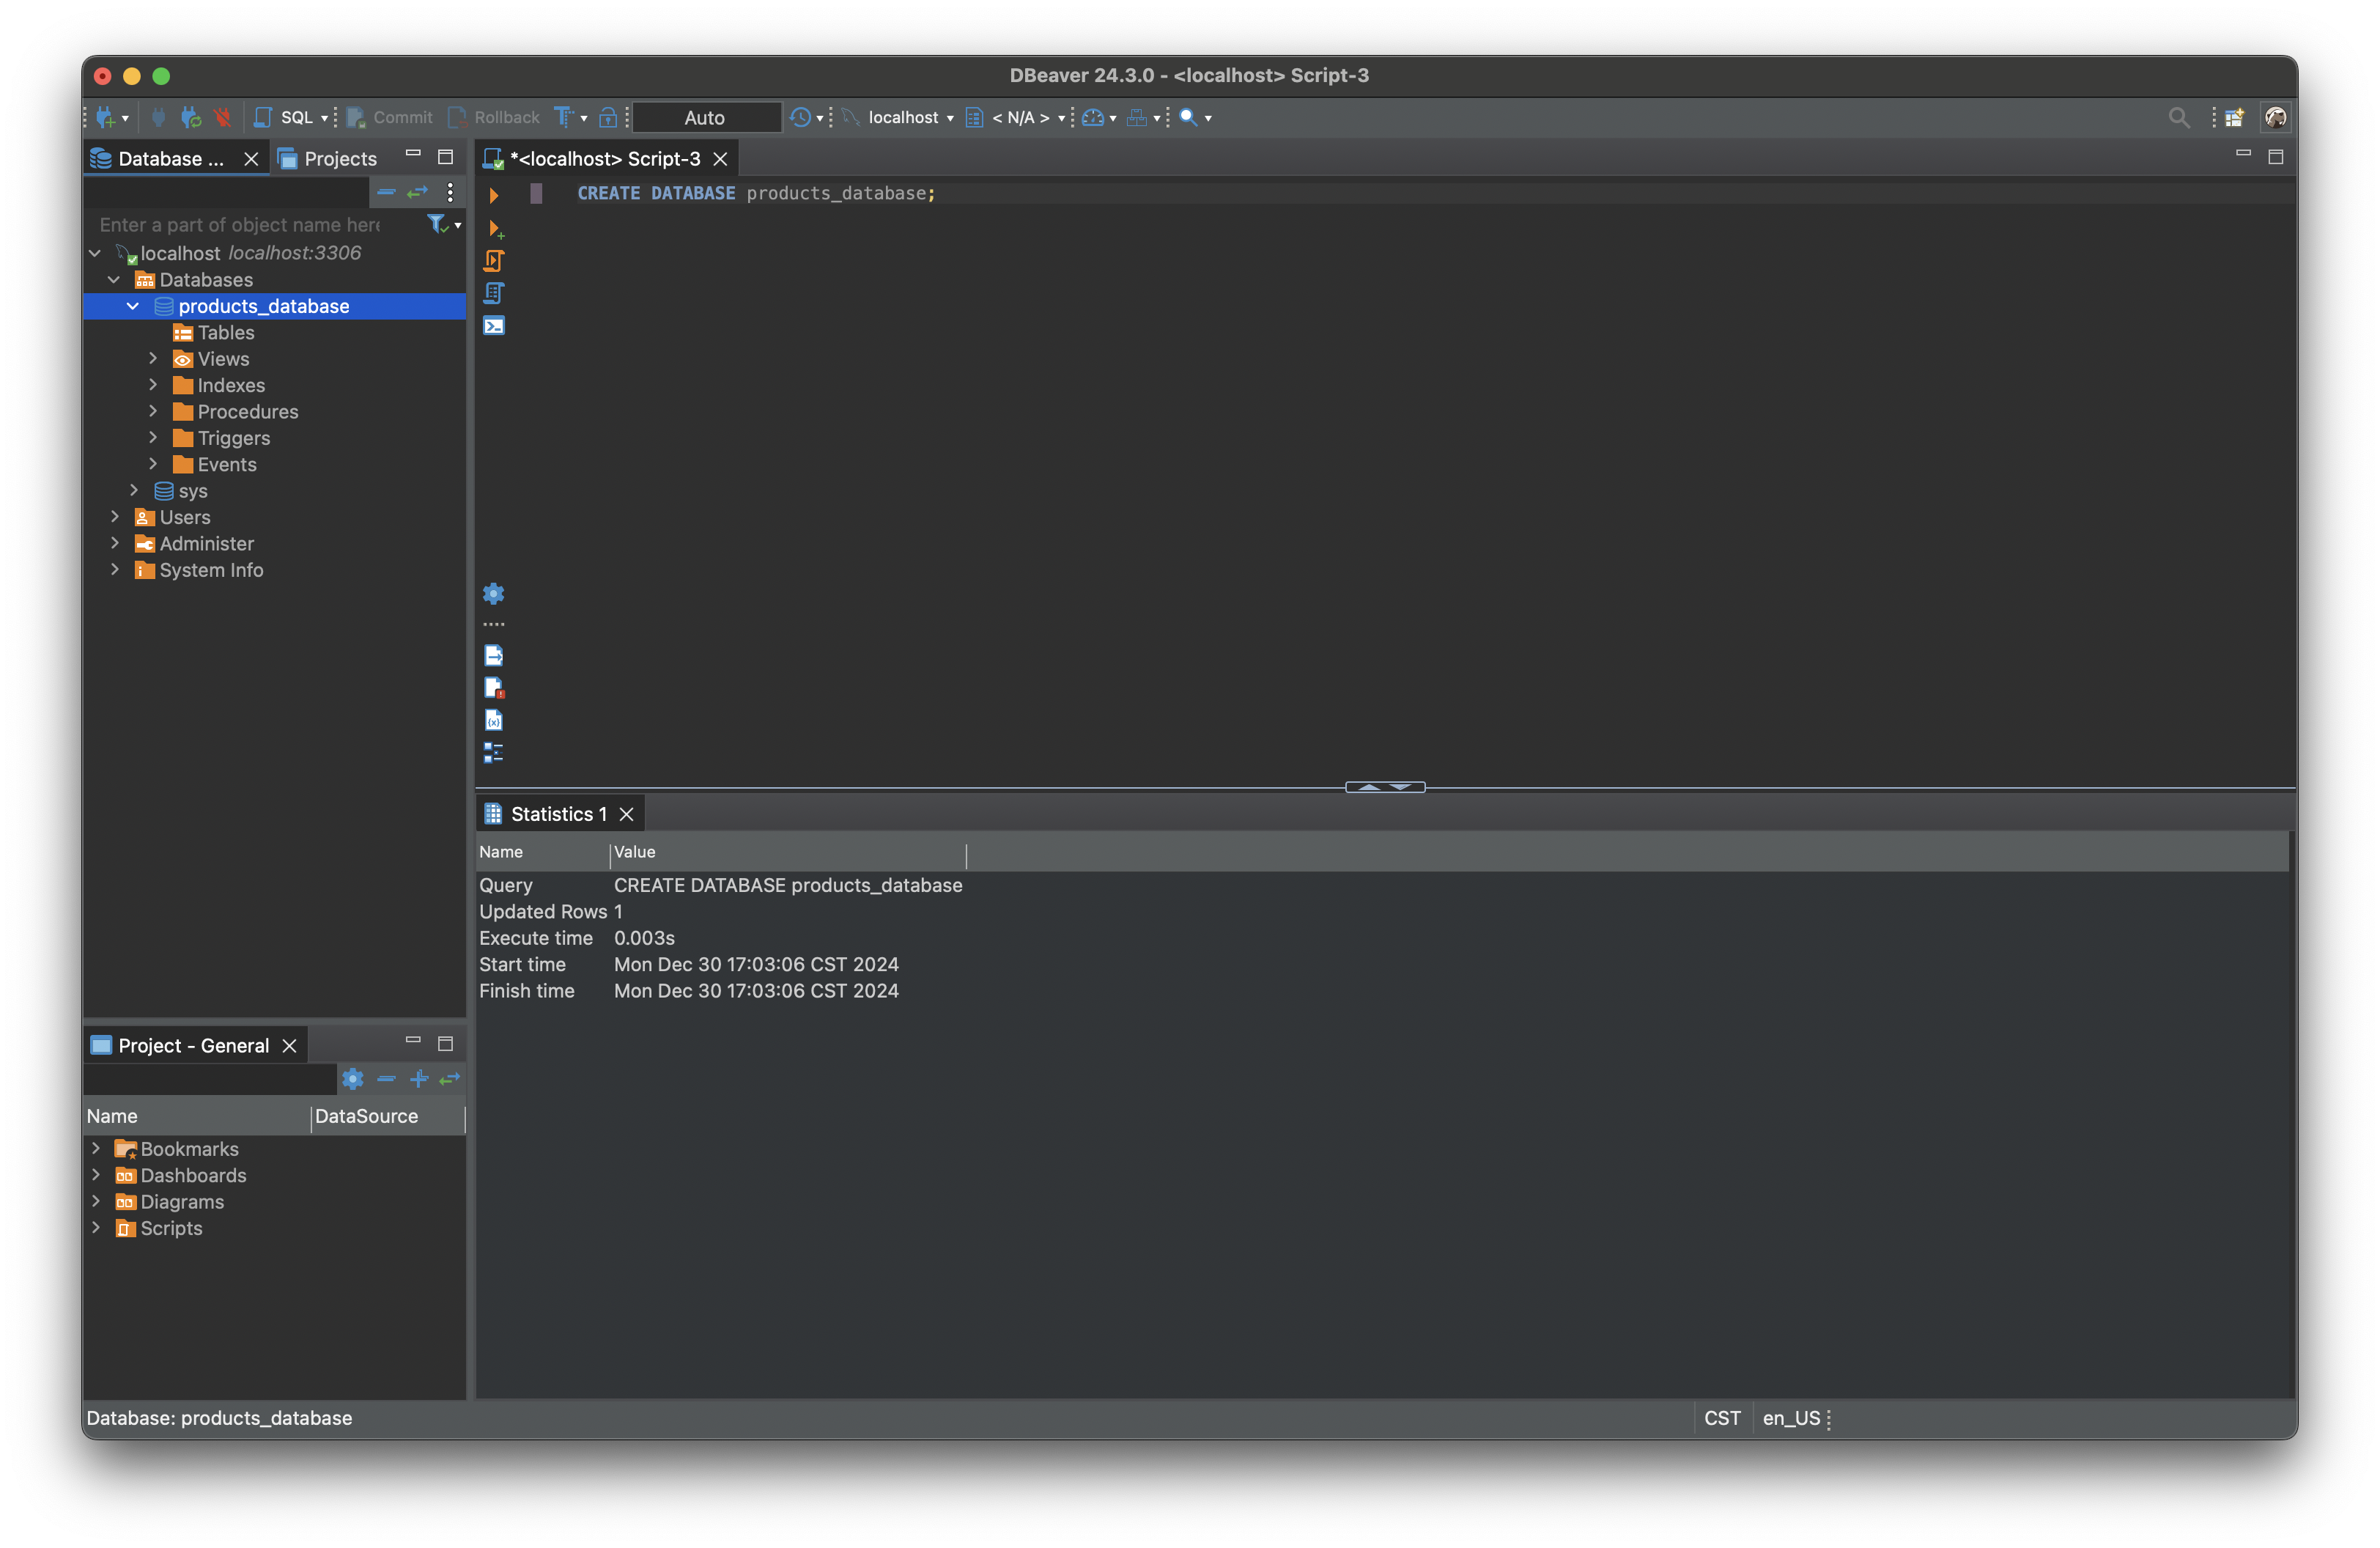 DBeaver 24.3.0 - <localhost> Script-3
SQL Commit Rollback Auto localhost < N/A >
Database ... Projects
Enter a part of object name here
localhost localhost:3306
Databases
products_database
Tables
Views
Indexes
Procedures
Triggers
Events
sys
Users
Administer
System Info
*<localhost> Script-3
CREATE DATABASE products_database;
Statistics 1
Name Value
Query CREATE DATABASE products_database
Updated Rows 1
Execute time 0.003s
Start time Mon Dec 30 17:03:06 CST 2024
Finish time Mon Dec 30 17:03:06 CST 2024
Project - General
Name DataSource
Bookmarks
Dashboards
Diagrams
Scripts
Database: products_database CST en_US